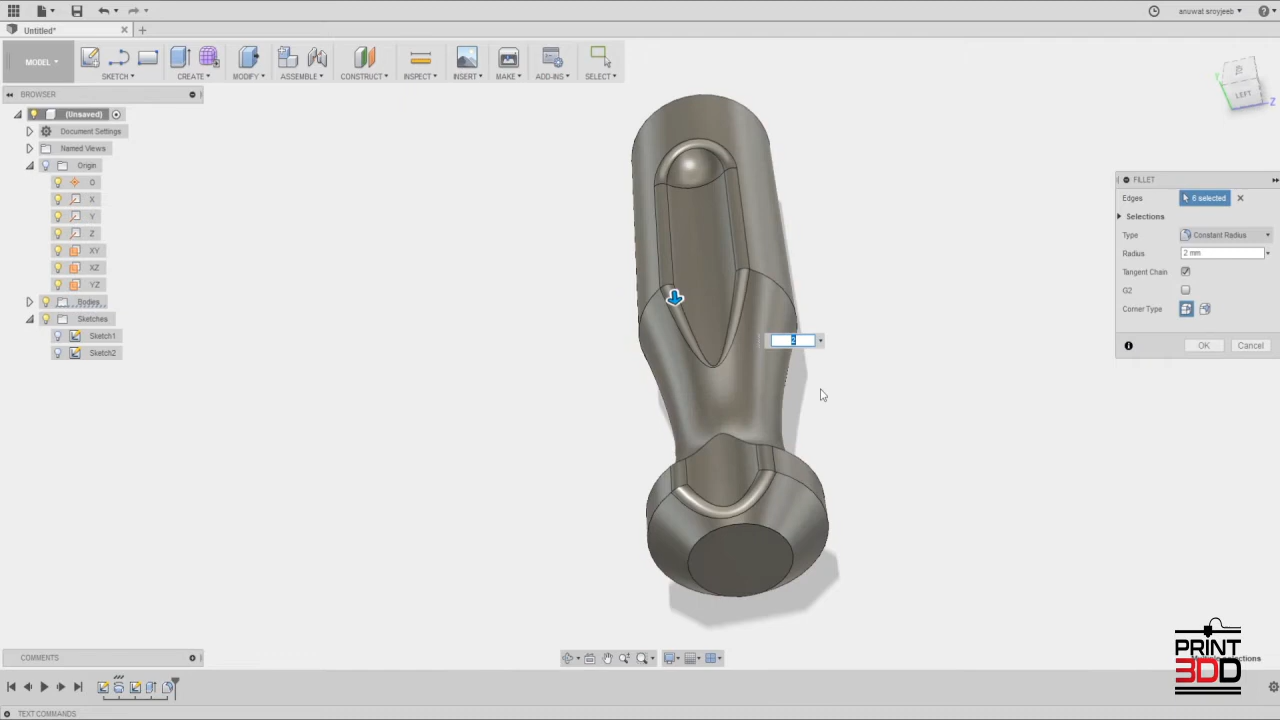 anuwat sroyjeeb
Untitled*
MODEL
SKETCH
CREATE
MODIFY
ASSEMBLE
CONSTRUCT
INSPECT
INSERT
MAKE
ADD-INS
SELECT
BROWSER
(Unsaved)
Document Settings
Named Views
Origin
O
X
Y
Z
XY
XZ
YZ
Bodies
Sketches
Sketch1
Sketch2
LEFT
Z
FILLET
Edges 6 selected
Selections
Type Constant Radius
Radius 2 mm
Tangent Chain
G2
Corner Type
OK Cancel
2
COMMENTS
PRINT
3DD
selections
TEXT COMMANDS